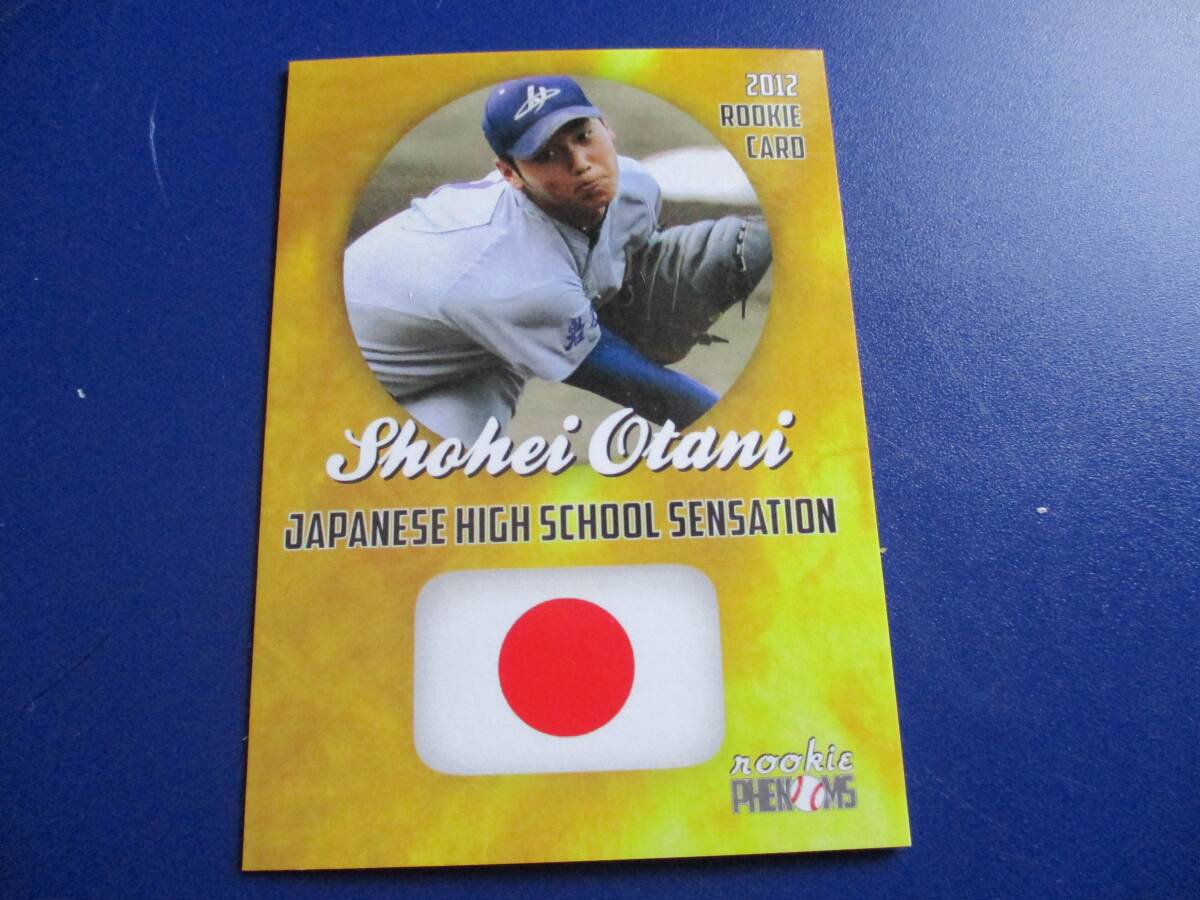 2012
ROOKIE
CARD
Shohei Otani
JAPANESE HIGH SCHOOL SENSATION
rookie
PHENOMS